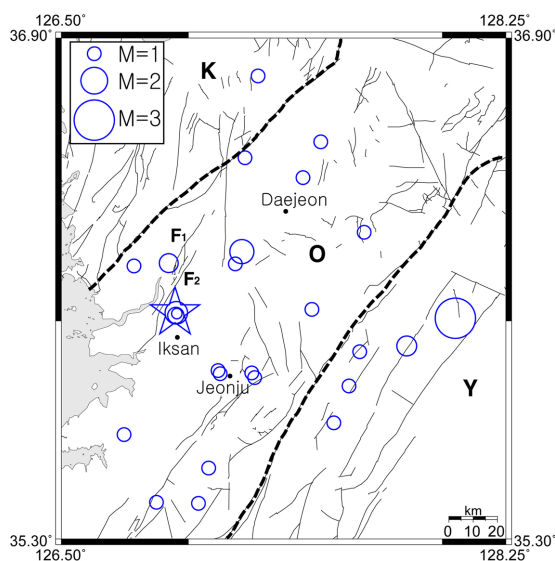 126.50° 128.25°
36.90° 36.90°
M=1
M=2
M=3
K
Daejeon
F1
O
F2
Iksan
Jeonju
Y
km
0 10 20
35.30° 35.30°
126.50° 128.25°